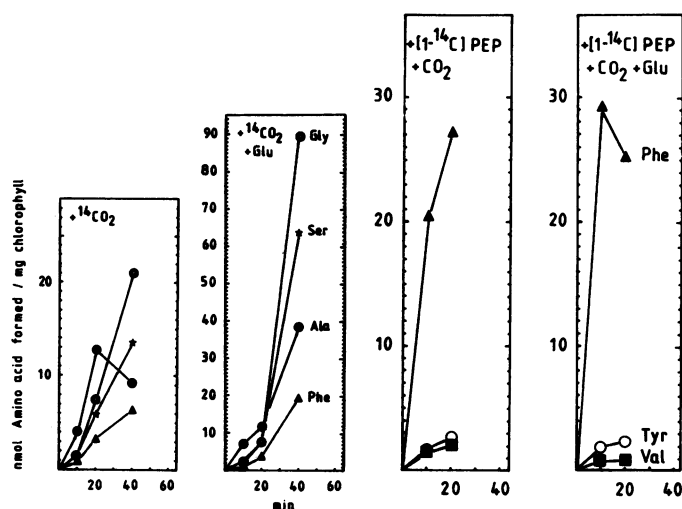 nmol Amino acid formed / mg chlorophyll
+14CO2
20
10
20 40 60
+14CO2
+Glu
90
80
70
60
50
40
30
20
10
Gly
Ser
Ala
Phe
20 40 60
min
+[1-14C] PEP
+CO2
30
20
10
20 40
+[1-14C] PEP
+CO2 +Glu
30
20
10
Phe
Tyr
Val
20 40